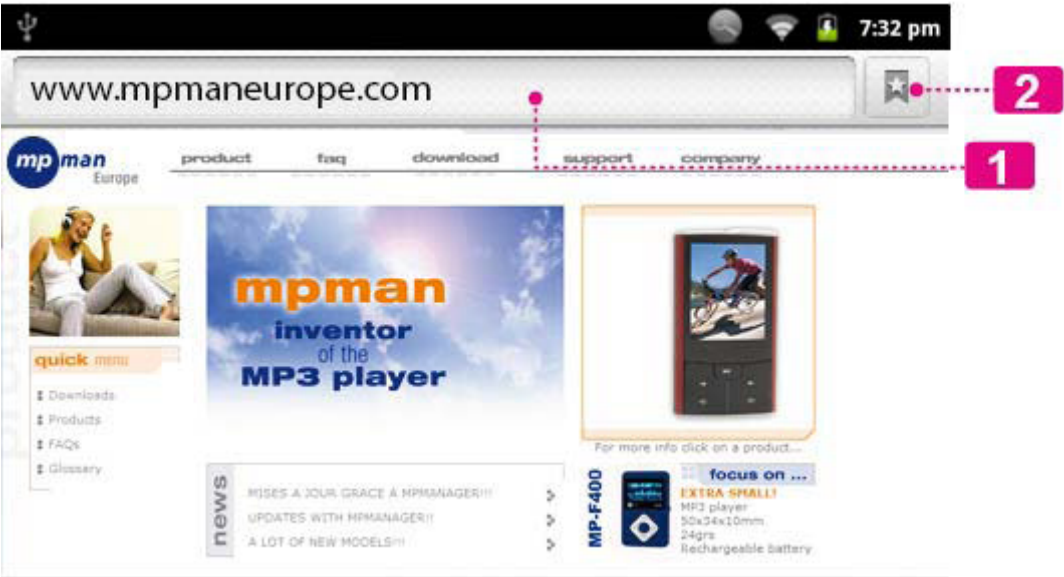 7:32 pm
www.mpmaneurope.com
2
mp man
Europe
product faq download support company
1
mpman
inventor
of the
MP3 player
quick menu
Downloads
Products
FAQs
Glossary
For more info click on a product...
news
MISES A JOUR GRACE À MPMANAGER!!!
UPDATES WITH MPMANAGER!!
A LOT OF NEW MODELS!!!
MP-F400
focus on ...
EXTRA SMALL!
MP3 player
50x34x10mm
24grs
Rechargeable battery